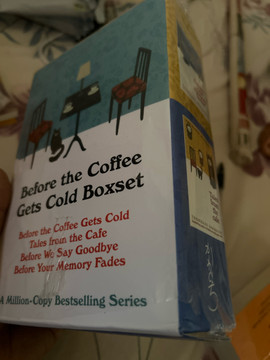 Before the Coffee
Gets Cold Boxset
Before the Coffee Gets Cold
Tales from the Cafe
Before We Say Goodbye
Before Your Memory Fades
A Million-Copy Bestselling Series